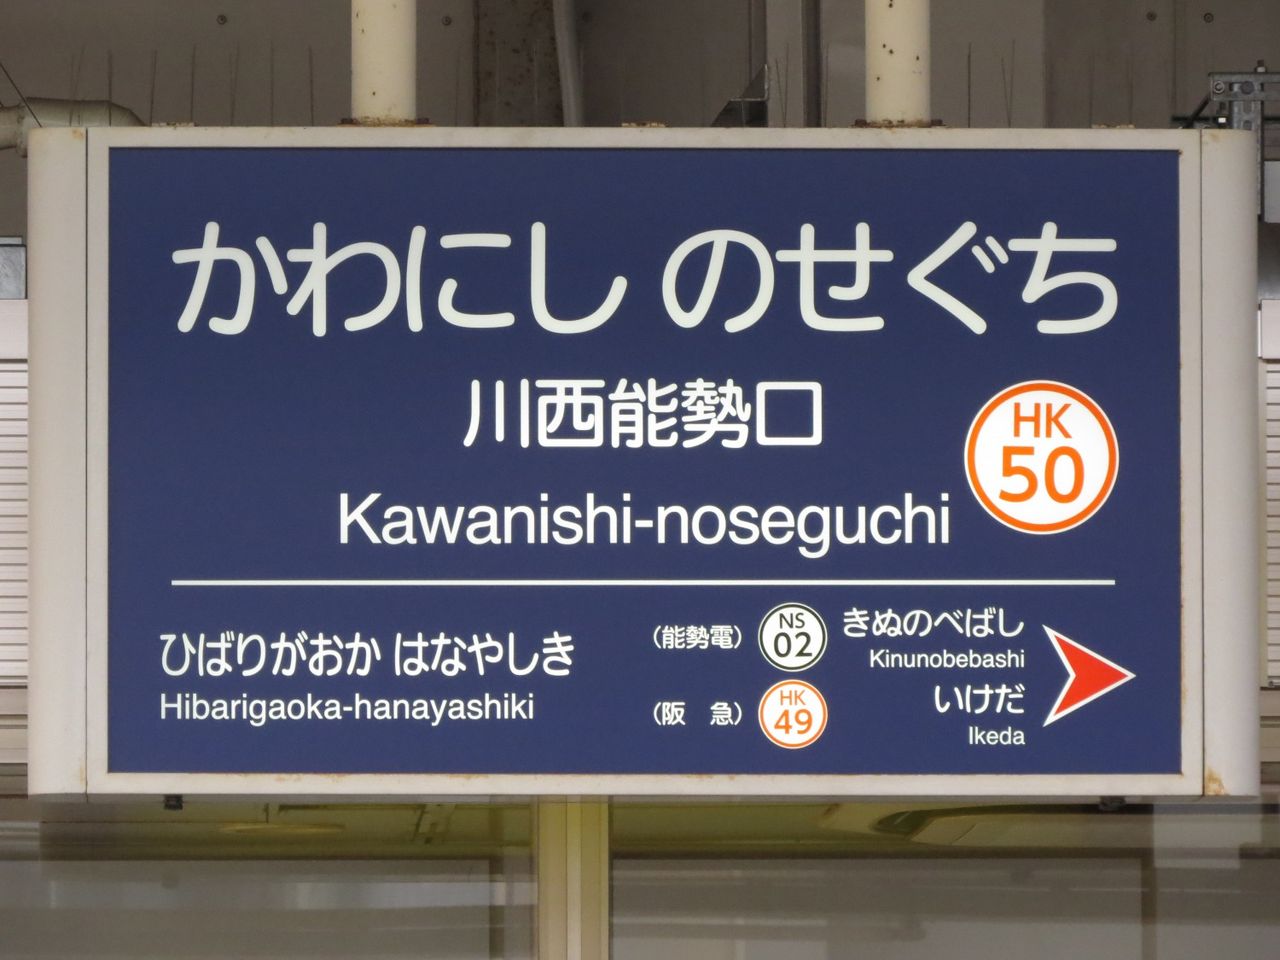 かわにし のせぐち
川西能勢口
HK
50
Kawanishi-noseguchi
ひばりがおか はなやしき
Hibarigaoka-hanayashiki
(能勢電) NS 02 きぬのべばし
Kinunobebashi
(阪 急) HK 49 いけだ
Ikeda